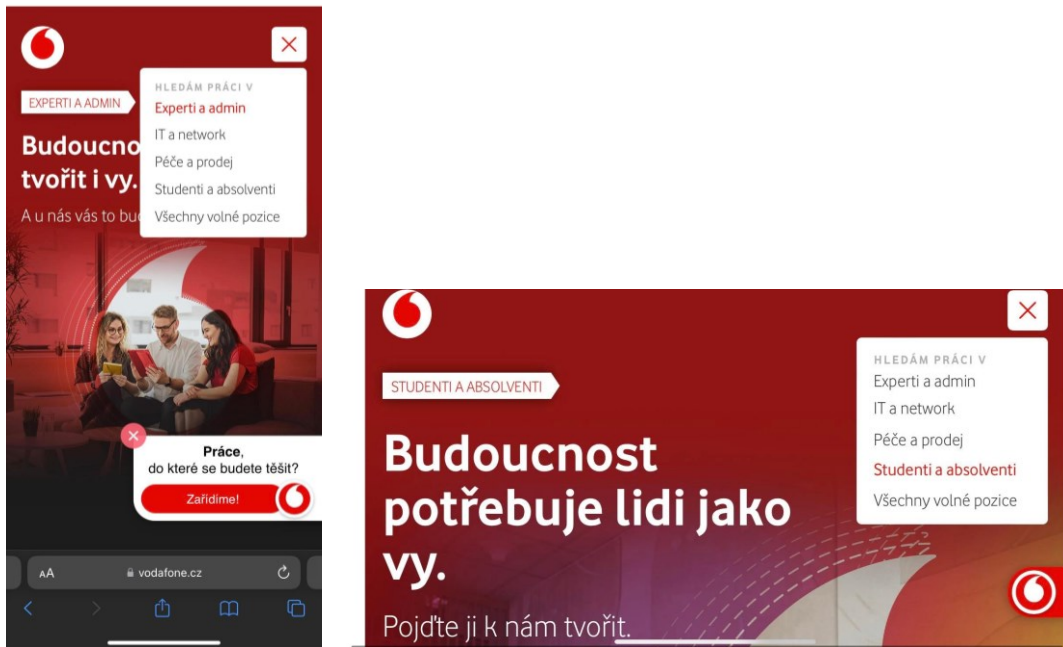 HLEDÁM PRÁCI V
EXPERTI A ADMIN
Experti a admin
IT a network
Péče a prodej
Studenti a absolventi
Všechny volné pozice
Budoucno
tvořit i vy.
A u nás vás to bu
Práce,
do které se budete těšit?
Zařídíme!
AA
vodafone.cz
STUDENTI A ABSOLVENTI
HLEDÁM PRÁCI V
Experti a admin
IT a network
Péče a prodej
Studenti a absolventi
Všechny volné pozice
Budoucnost
potřebuje lidi jako
vy.
Pojďte ji k nám tvořit.